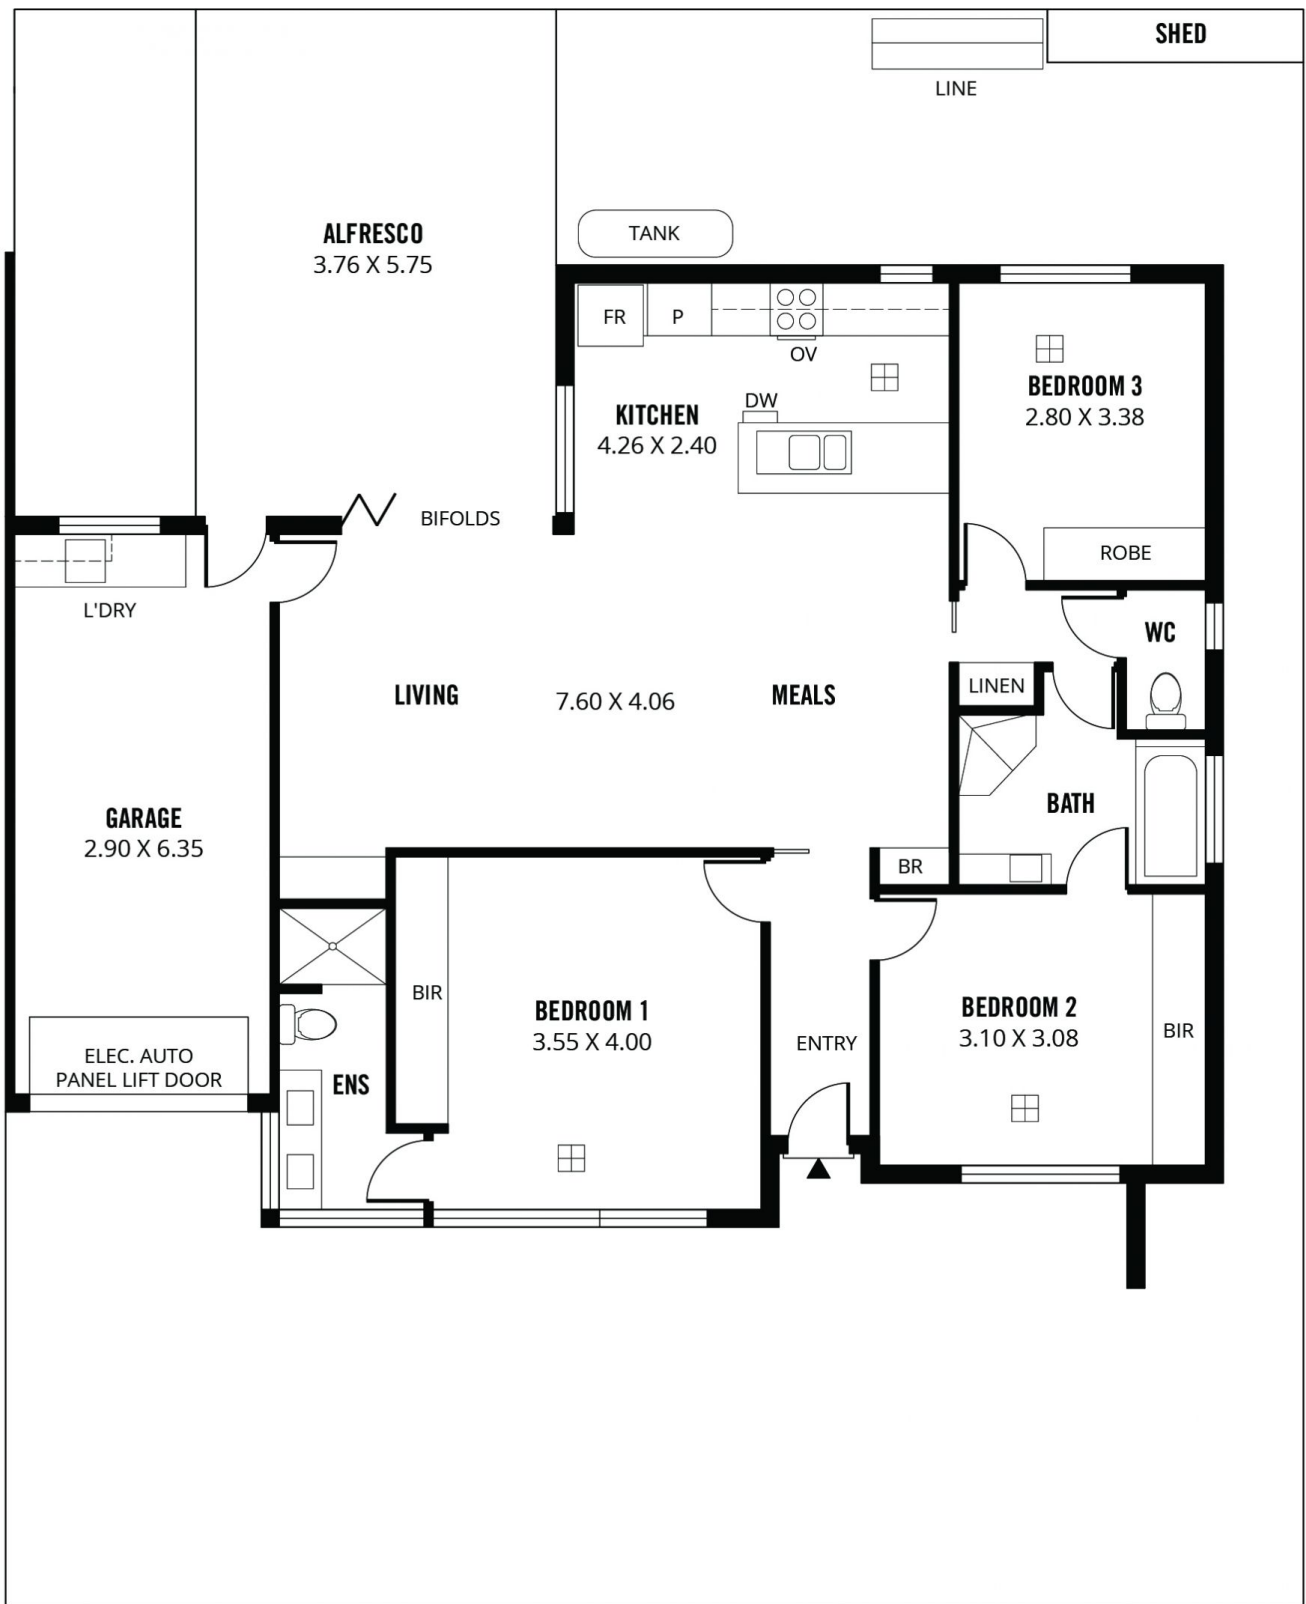 SHED
LINE
ALFRESCO
3.76 X 5.75
TANK
FR
P
OV
DW
KITCHEN
4.26 X 2.40
BEDROOM 3
2.80 X 3.38
BIFOLDS
ROBE
L'DRY
WC
LINEN
LIVING
7.60 X 4.06
MEALS
BATH
GARAGE
2.90 X 6.35
BR
BIR
BEDROOM 1
3.55 X 4.00
ENTRY
BEDROOM 2
3.10 X 3.08
BIR
ELEC. AUTO
PANEL LIFT DOOR
ENS